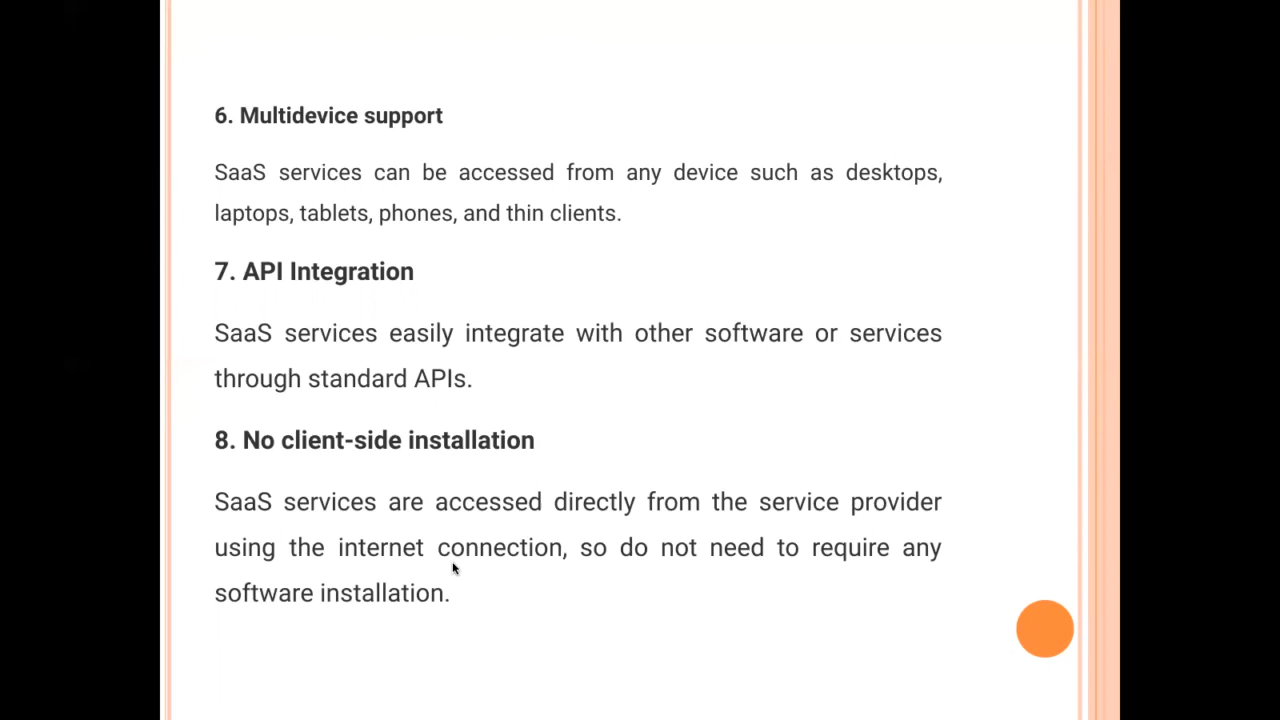 6. Multidevice support
SaaS services can be accessed from any device such as desktops,
laptops, tablets, phones, and thin clients.
7. API Integration
SaaS services easily integrate with other software or services
through standard APIs.
8. No client-side installation
SaaS services are accessed directly from the service provider
using the internet connection, so do not need to require any
software installation.